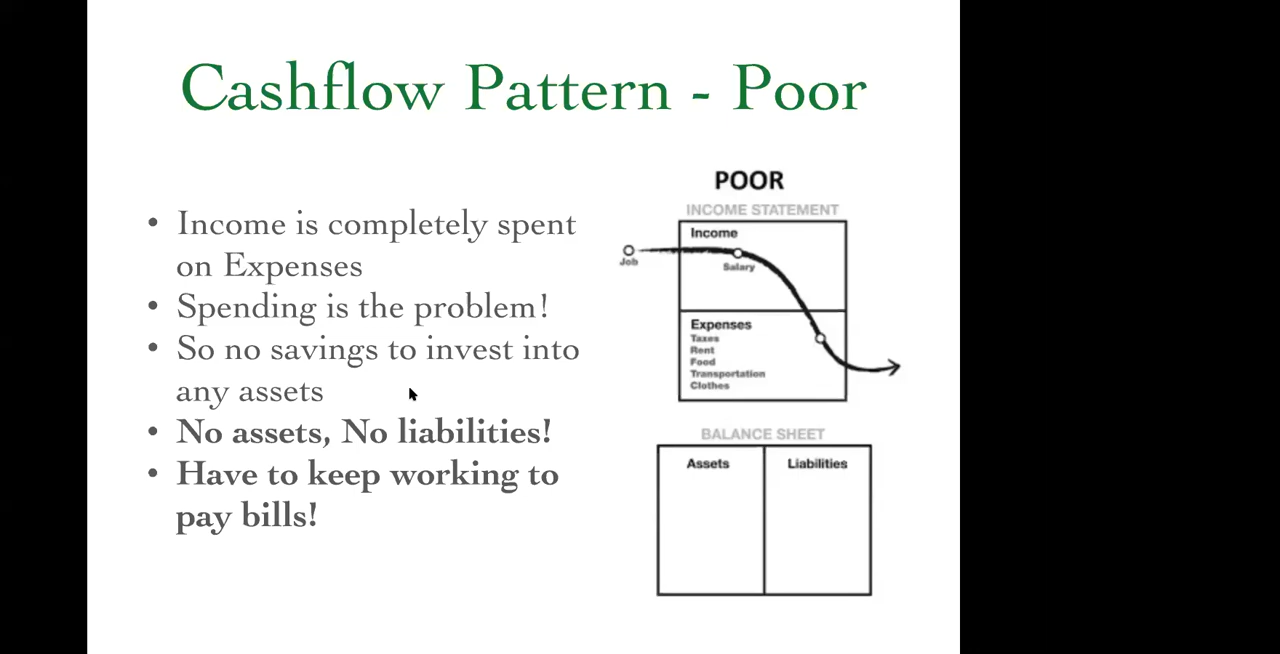 Cashflow Pattern - Poor
• Income is completely spent
on Expenses
• Spending is the problem!
• So no savings to invest into
any assets
• No assets, No liabilities!
• Have to keep working to
pay bills!
POOR
INCOME STATEMENT
Income
Job
Salary
Expenses
Taxes
Rent
Food
Transportation
Clothes
BALANCE SHEET
Assets
Liabilities